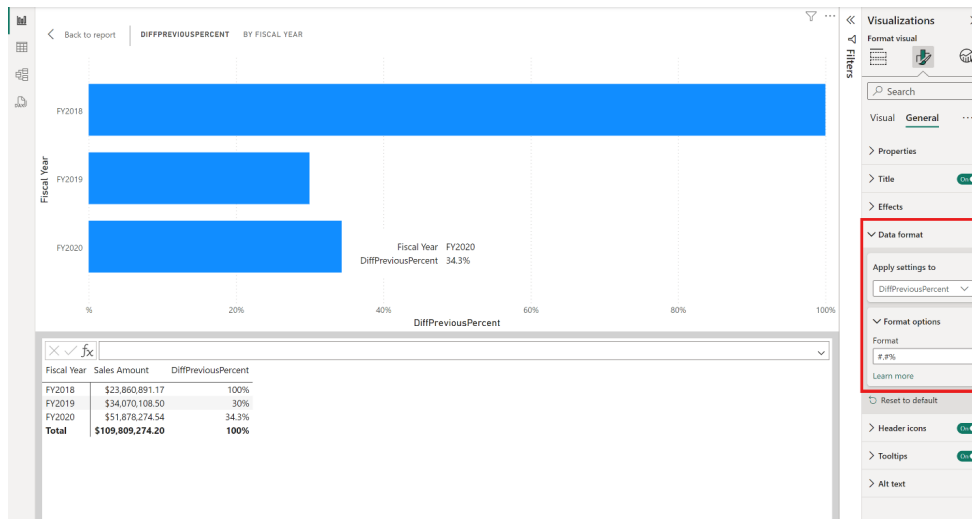 Back to report
DIFFPREVIOUSPERCENT BY FISCAL YEAR
Fiscal Year
FY2018
FY2019
FY2020
Fiscal Year FY2020
DiffPreviousPercent 34.3%
% 20% 40% 60% 80% 100%
DiffPreviousPercent
Fiscal Year Sales Amount DiffPreviousPercent
FY2018 $23,860,891.17 100%
FY2019 $34,070,108.50 30%
FY2020 $51,878,274.54 34.3%
Total $109,809,274.20 100%
Filters
Visualizations
Format visual
Search
Visual General
Properties
Title On
Effects
Data format
Apply settings to
DiffPreviousPercent
Format options
Format
#.#%
Learn more
Reset to default
Header icons On
Tooltips On
Alt text